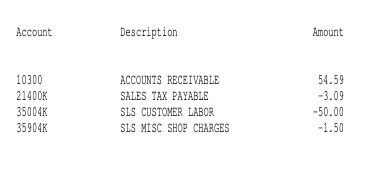 Account Description Amount
10300 ACCOUNTS RECEIVABLE 54.59
21400K SALES TAX PAYABLE -3.09
35004K SLS CUSTOMER LABOR -50.00
35904K SLS MISC SHOP CHARGES -1.50